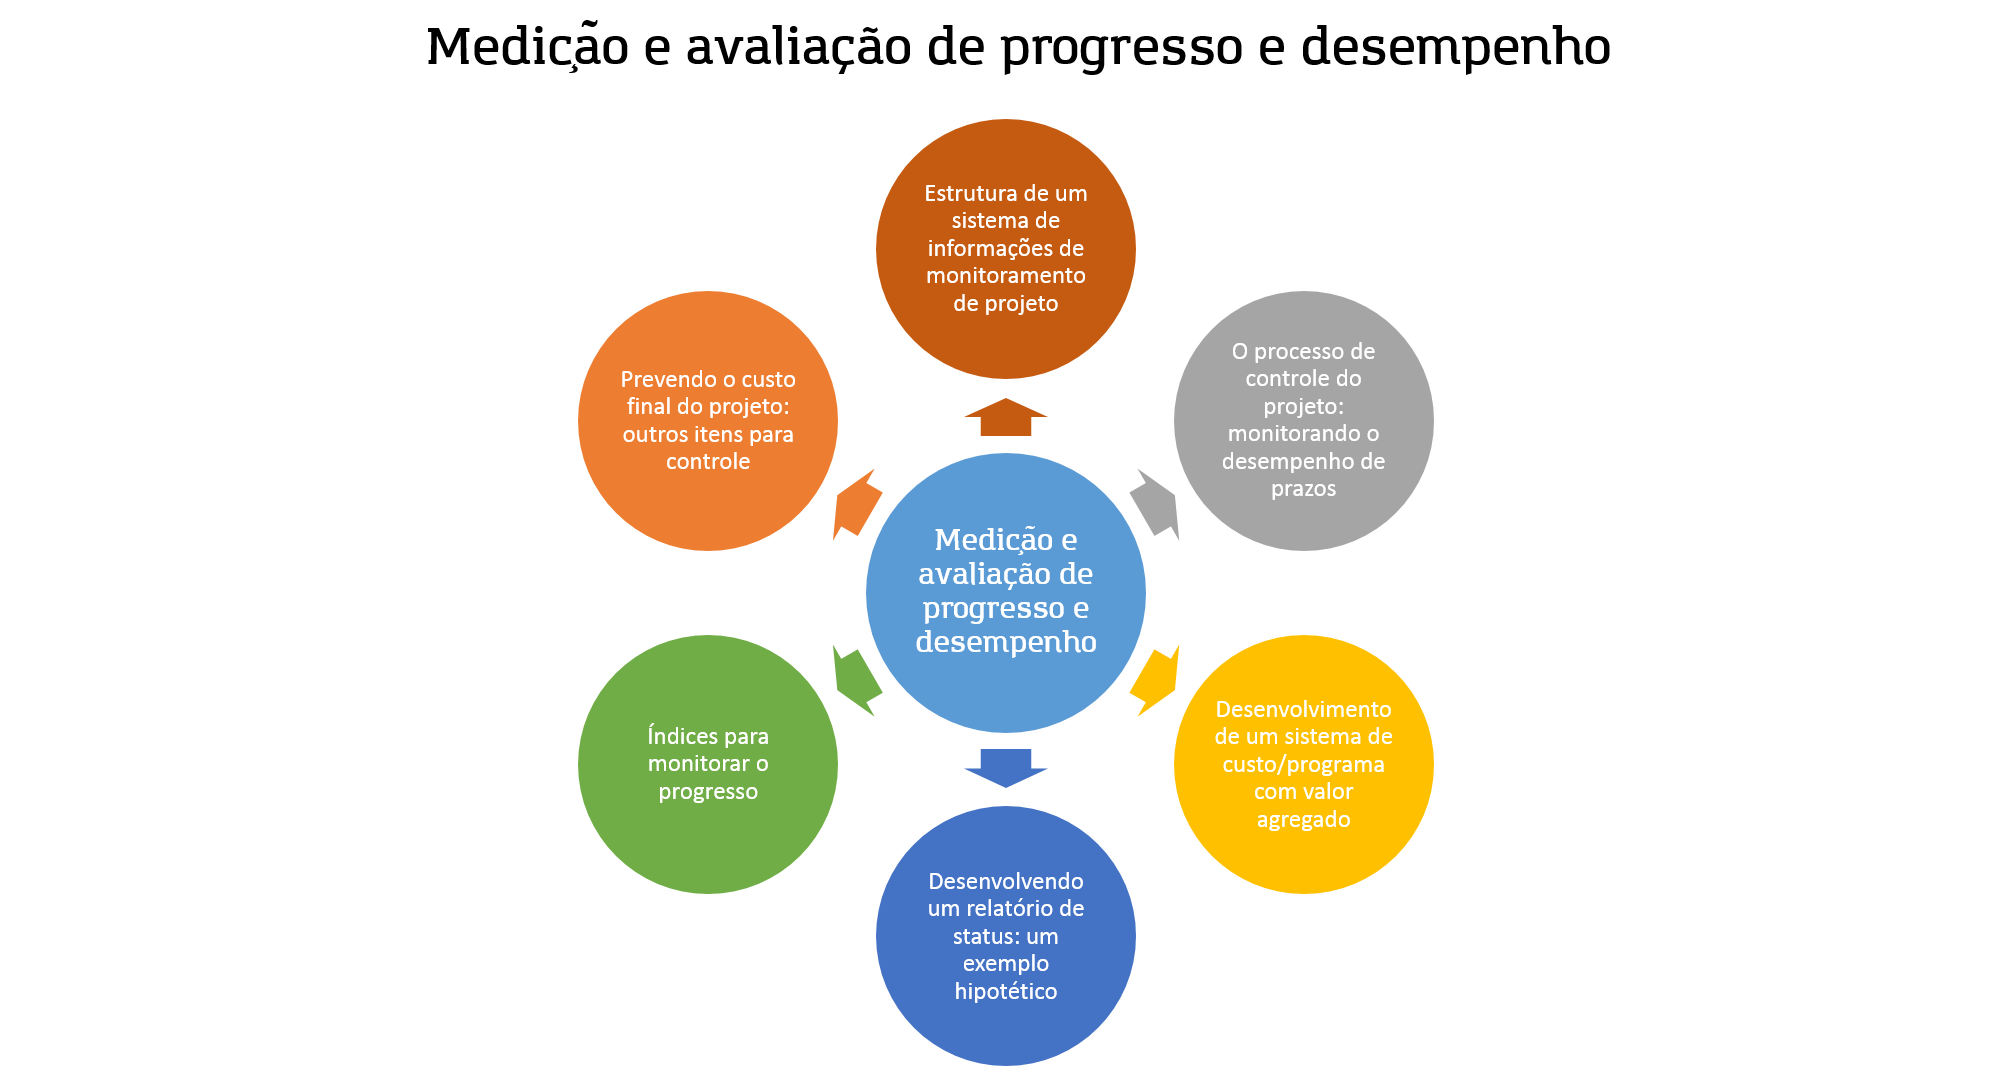 Medição e avaliação de progresso e desempenho
Estrutura de um
sistema de
informações de
monitoramento
de projeto
O processo de
controle do
projeto:
monitorando o
desempenho de
prazos
Desenvolvimento
de um sistema de
custo/programa
com valor
agregado
Desenvolvendo
um relatório de
status: um
exemplo
hipotético
Índices para
monitorar o
progresso
Prevendo o custo
final do projeto:
outros itens para
controle
Medição e
avaliação de
progresso e
desempenho